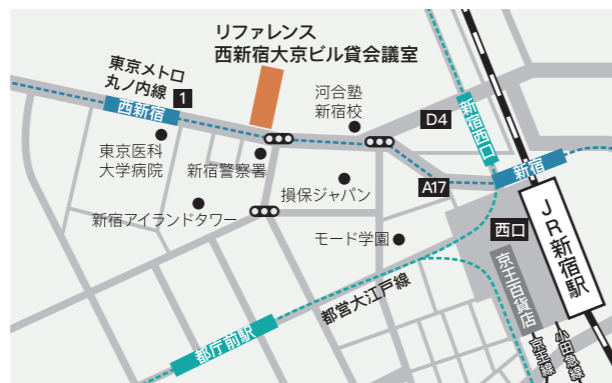 リファレンス
西新宿大京ビル貸会議室
東京メトロ
丸ノ内線
1
西新宿
河合塾
新宿校
D4
新宿西口
東京医科
大学病院
新宿警察署
A17
新宿
損保ジャパン
新宿アイランドタワー
西口
JR新宿駅
モード学園
京王百貨店
都営大江戸線
都庁前駅
京王線
小田急線